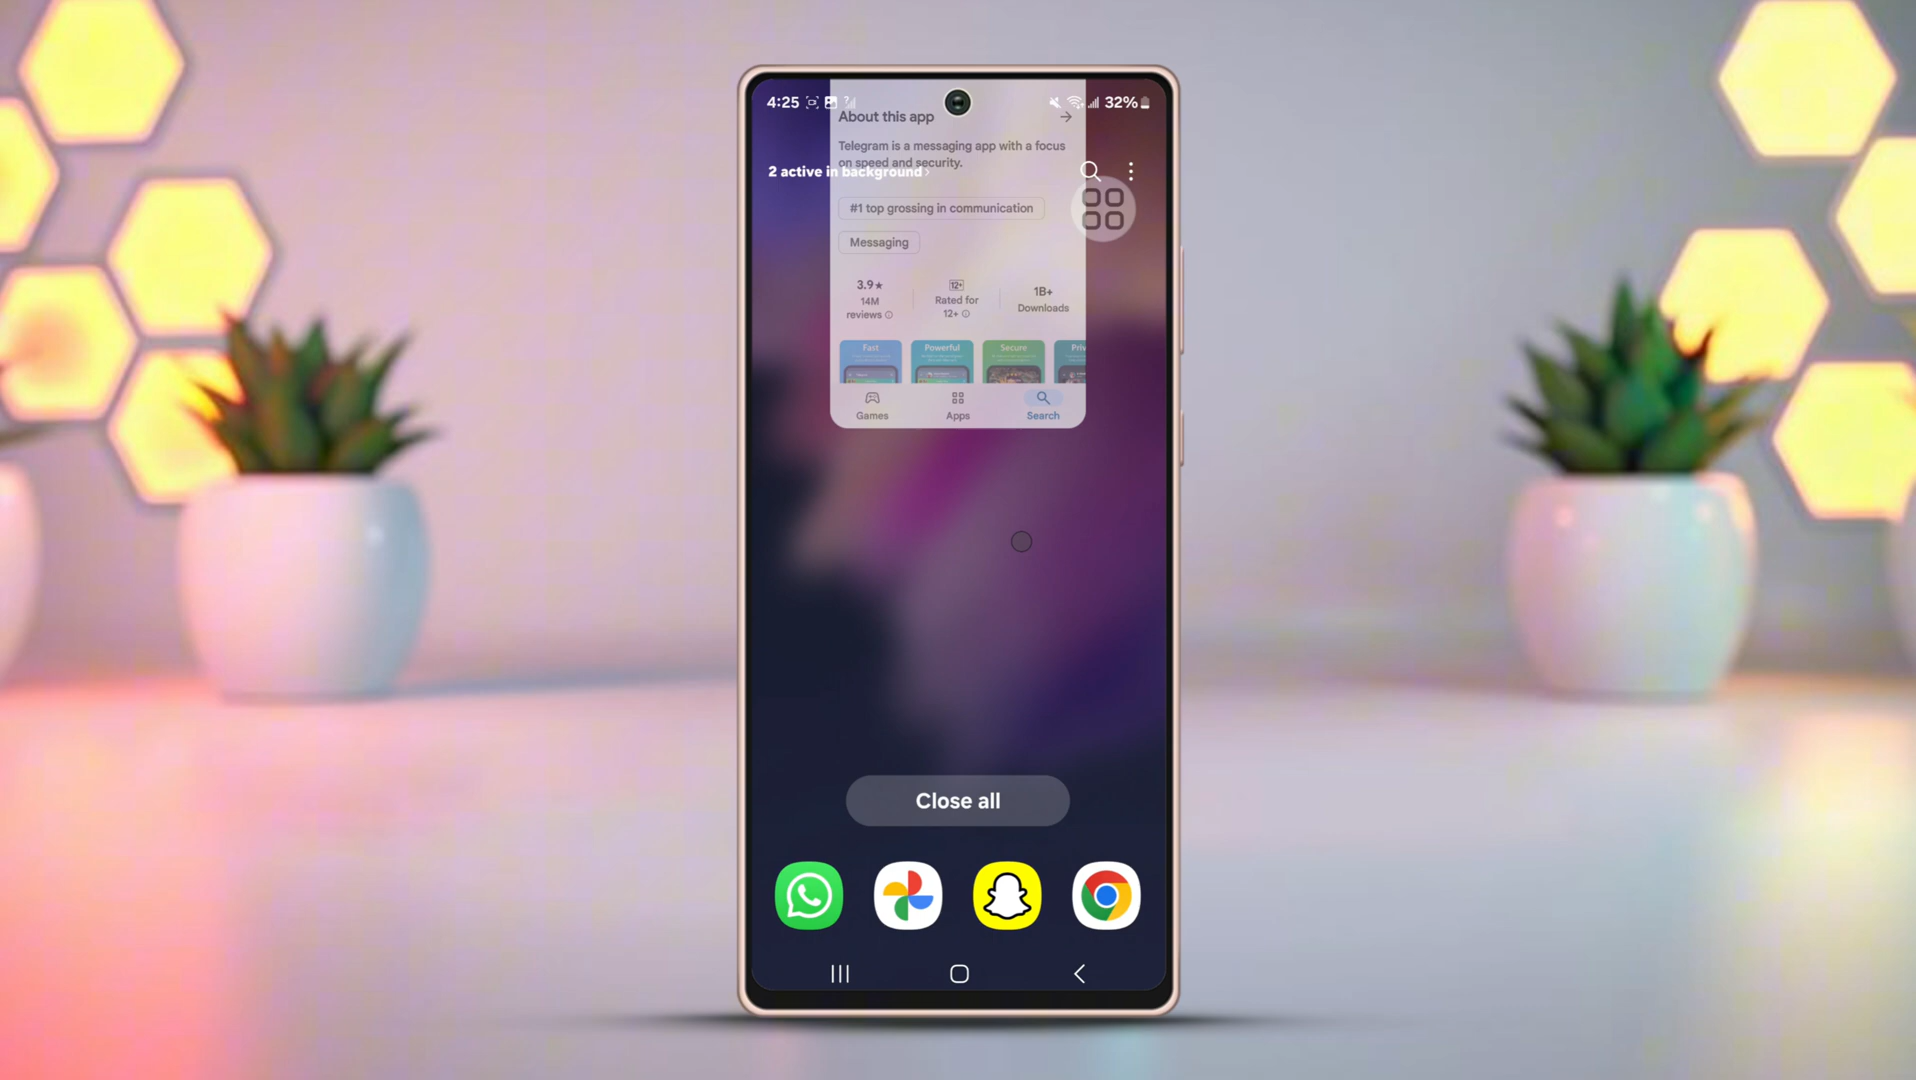 4:25
32%
About this app
Telegram is a messaging app with a focus
on speed and security.
2 active in background
#1 top grossing in communication
Messaging
3.9★
14M
reviews
12+
Rated for
12+
1B+
Downloads
Fast
Powerful
Secure
Priv
Games
Apps
Search
Close all